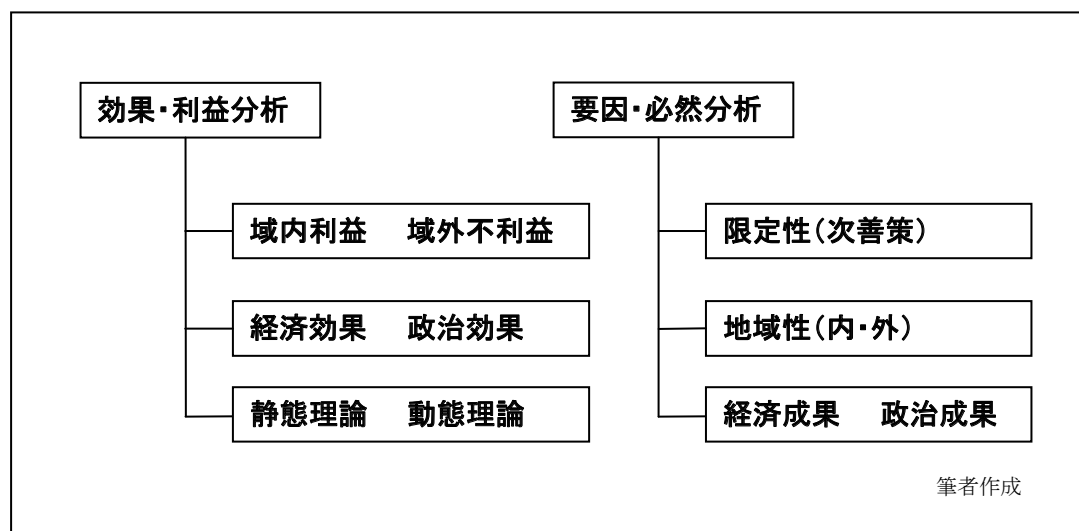 効果・利益分析
域内利益 域外不利益
経済効果 政治効果
静態理論 動態理論
要因・必然分析
限定性(次善策)
地域性(内・外)
経済成果 政治成果
筆者作成